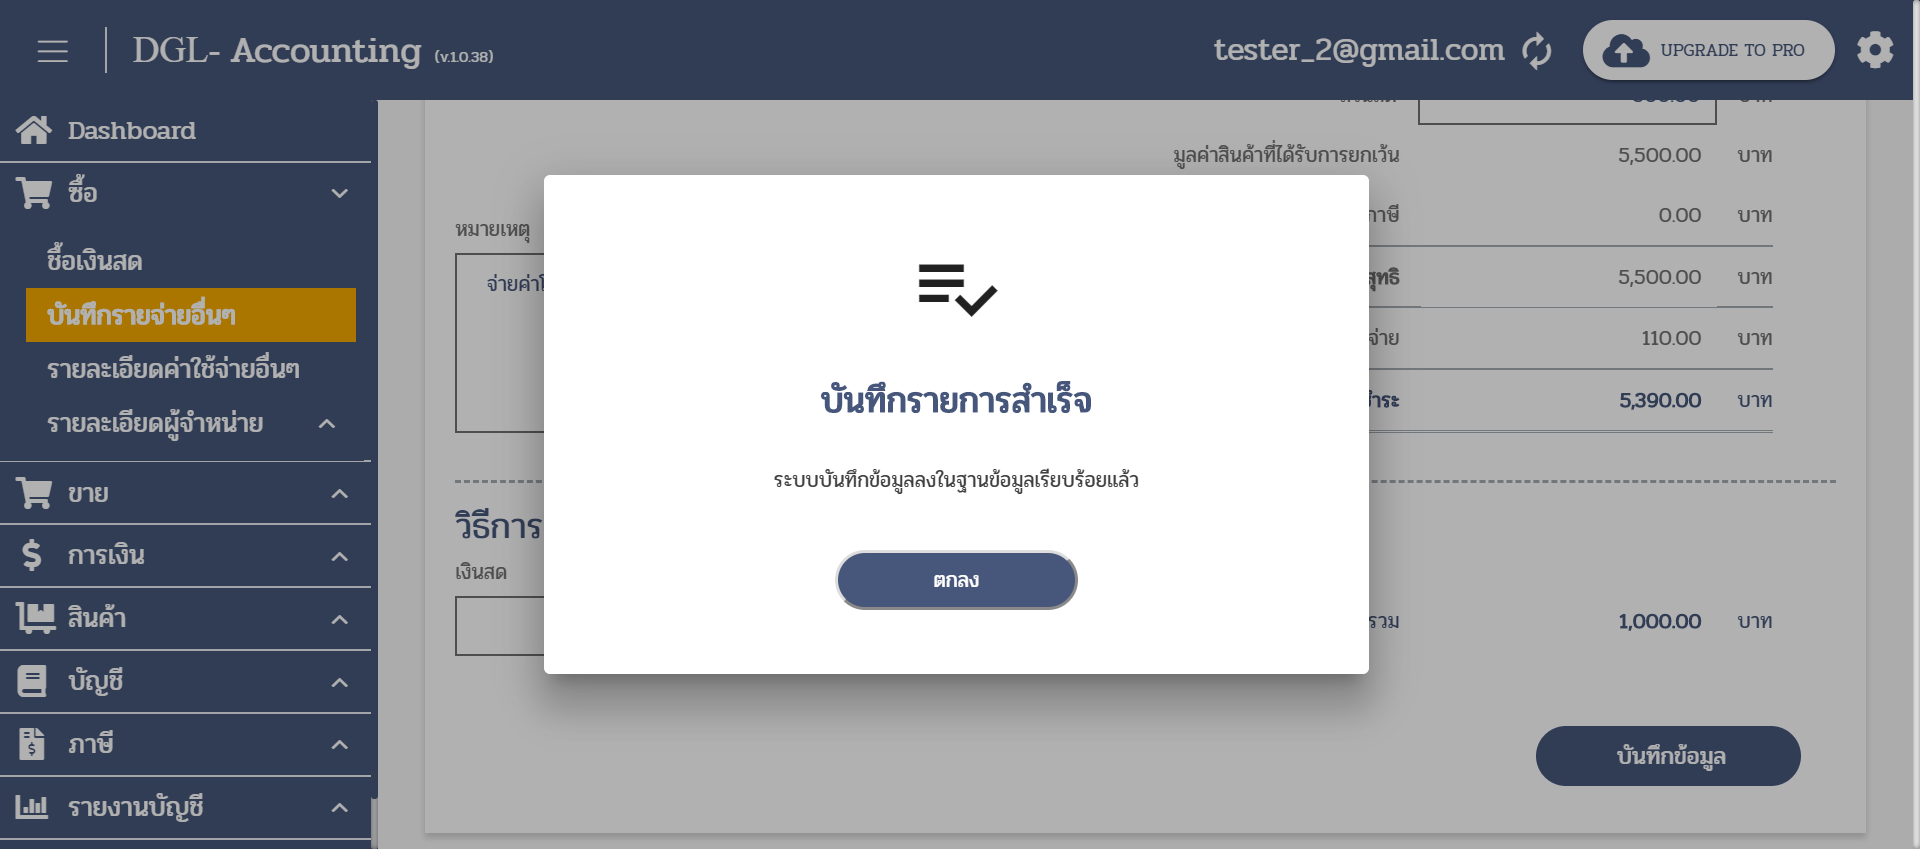 DGL- Accounting (v.1.0.38)
tester_2@gmail.com
UPGRADE TO PRO
Dashboard
ซื้อ
ซื้อเงินสด
บันทึกรายจ่ายอื่นๆ
รายละเอียดค่าใช้จ่ายอื่นๆ
รายละเอียดผู้จำหน่าย
ขาย
การเงิน
สินค้า
บัญชี
ภาษี
รายงานบัญชี
มูลค่าสินค้าที่ได้รับการยกเว้น 5,500.00 บาท
ภาษี 0.00 บาท
หมายเหตุ
จ่ายค่า
สุทธิ 5,500.00 บาท
จ่าย 110.00 บาท
5,390.00 บาท
วิธีการ
เงินสด
รวม 1,000.00 บาท
บันทึกข้อมูล
บันทึกรายการสำเร็จ
ระบบบันทึกข้อมูลลงในฐานข้อมูลเรียบร้อยแล้ว
ตกลง